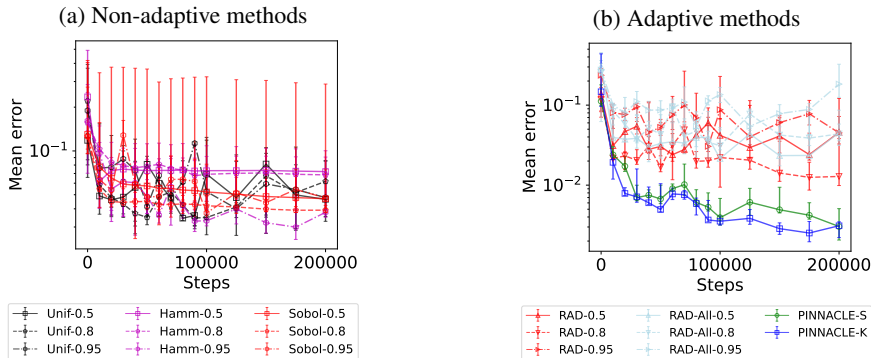 (a) Non-adaptive methods
Mean error
10⁻¹
0 100000 200000
Steps
Unif-0.5 Hamm-0.5 Sobol-0.5
Unif-0.8 Hamm-0.8 Sobol-0.8
Unif-0.95 Hamm-0.95 Sobol-0.95
(b) Adaptive methods
Mean error
10⁻¹
10⁻²
0 100000 200000
Steps
RAD-0.5 RAD-All-0.5 PINNACLE-S
RAD-0.8 RAD-All-0.8 PINNACLE-K
RAD-0.95 RAD-All-0.95